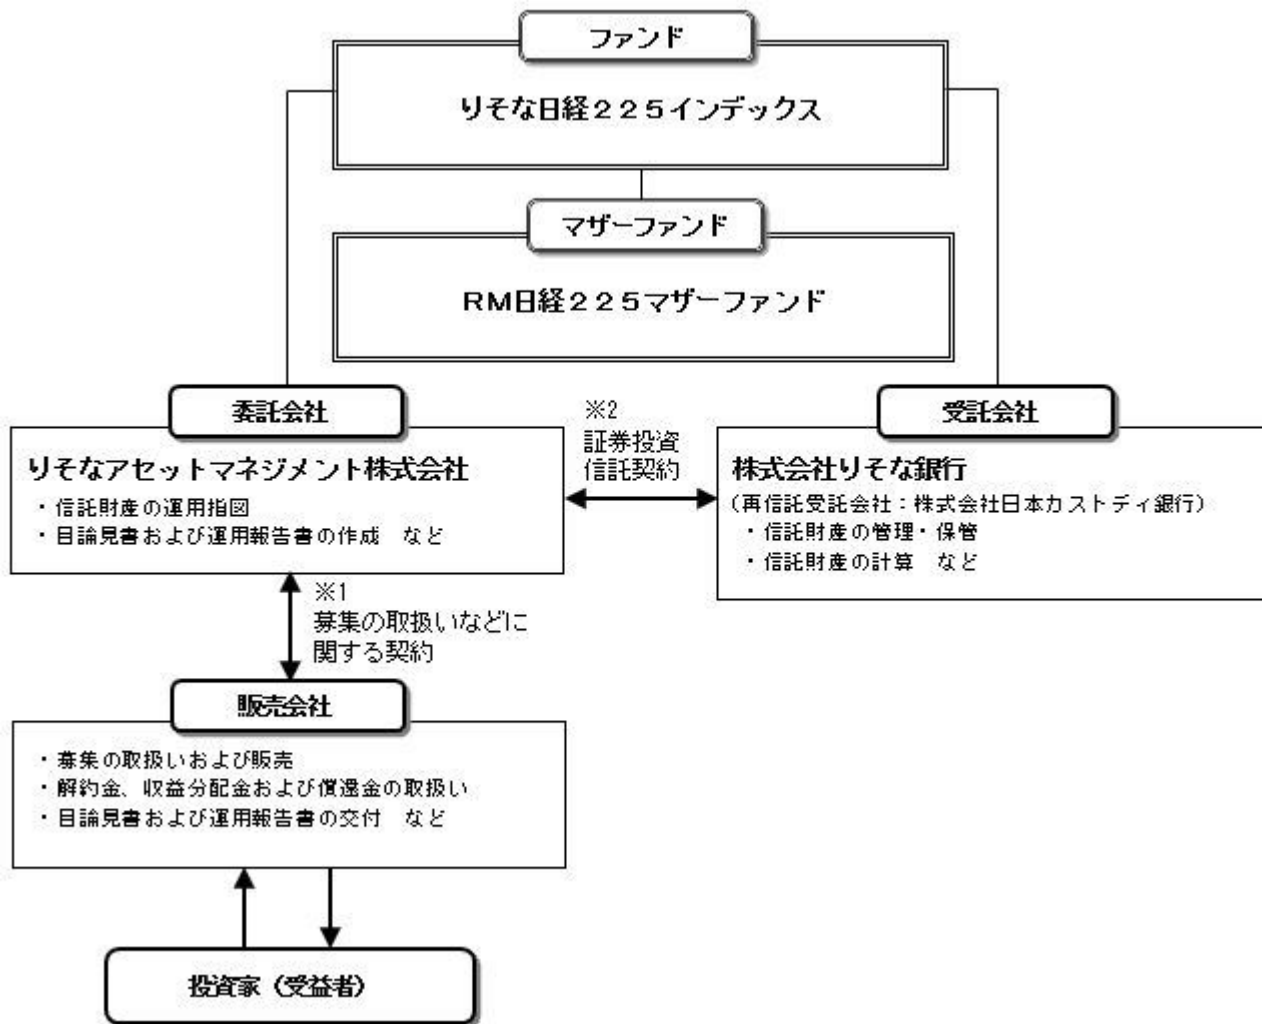 ファンド
りそな日経２２５インデックス
マザーファンド
RM日経２２５マザーファンド
委託会社
りそなアセットマネジメント株式会社
・信託財産の運用指図
・目論見書および運用報告書の作成　など
※2
証券投資
信託契約
受託会社
株式会社りそな銀行
(再信託受託会社：株式会社日本カストディ銀行)
・信託財産の管理・保管
・信託財産の計算　など
※1
募集の取扱いなどに
関する契約
販売会社
・募集の取扱いおよび販売
・解約金、収益分配金および償還金の取扱い
・目論見書および運用報告書の交付　など
投資家（受益者）